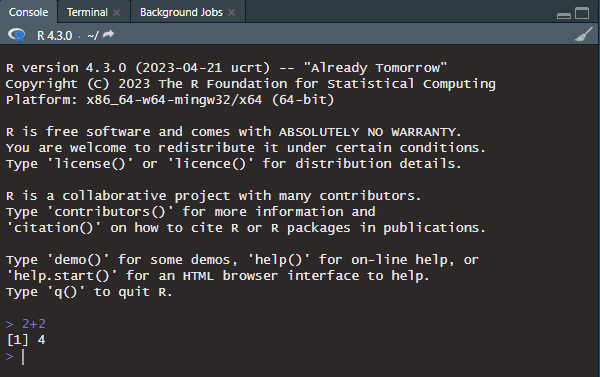 Console Terminal × Background Jobs ×
R 4.3.0 · ~/
R version 4.3.0 (2023-04-21 ucrt) -- "Already Tomorrow"
Copyright (C) 2023 The R Foundation for Statistical Computing
Platform: x86_64-w64-mingw32/x64 (64-bit)
R is free software and comes with ABSOLUTELY NO WARRANTY.
You are welcome to redistribute it under certain conditions.
Type 'license()' or 'licence()' for distribution details.
R is a collaborative project with many contributors.
Type 'contributors()' for more information and
'citation()' on how to cite R or R packages in publications.
Type 'demo()' for some demos, 'help()' for on-line help, or
'help.start()' for an HTML browser interface to help.
Type 'q()' to quit R.
> 2+2
[1] 4
>